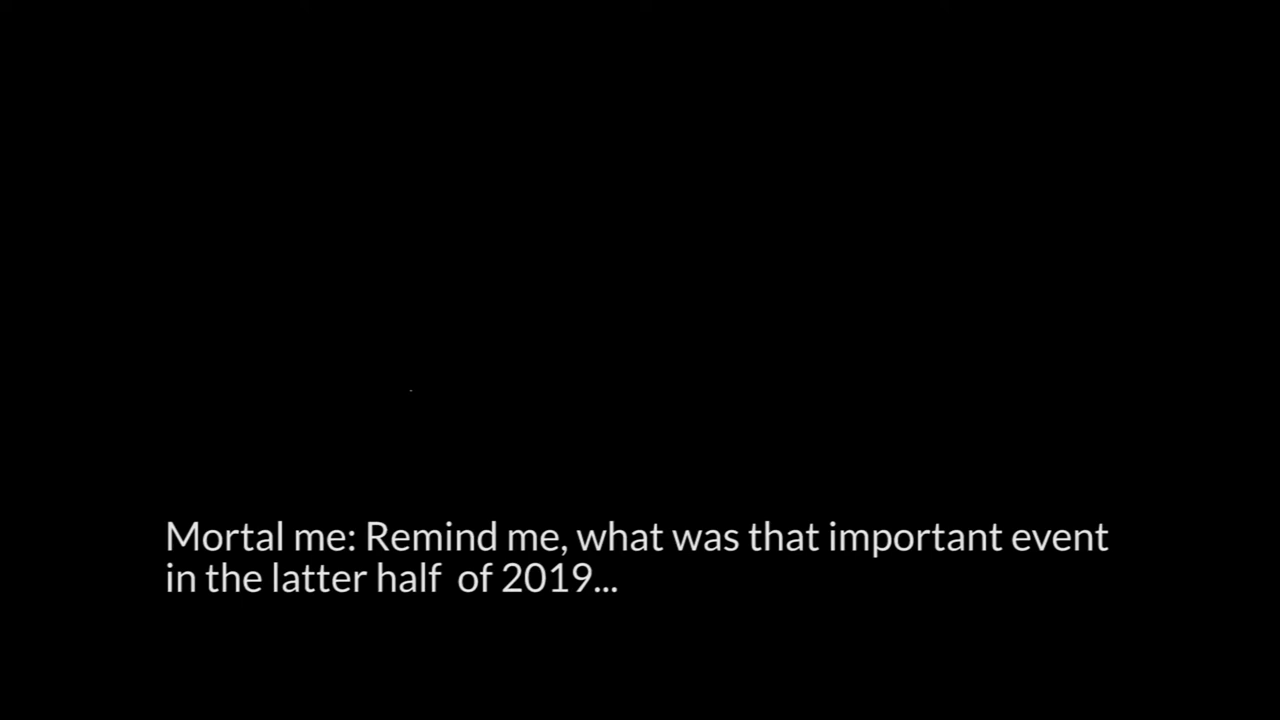 Mortal me: Remind me, what was that important event
in the latter half  of 2019...